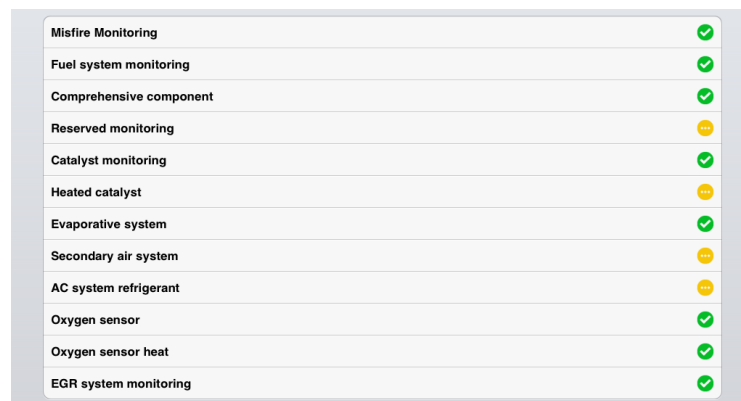 Misfire Monitoring
Fuel system monitoring
Comprehensive component
Reserved monitoring
Catalyst monitoring
Heated catalyst
Evaporative system
Secondary air system
AC system refrigerant
Oxygen sensor
Oxygen sensor heat
EGR system monitoring